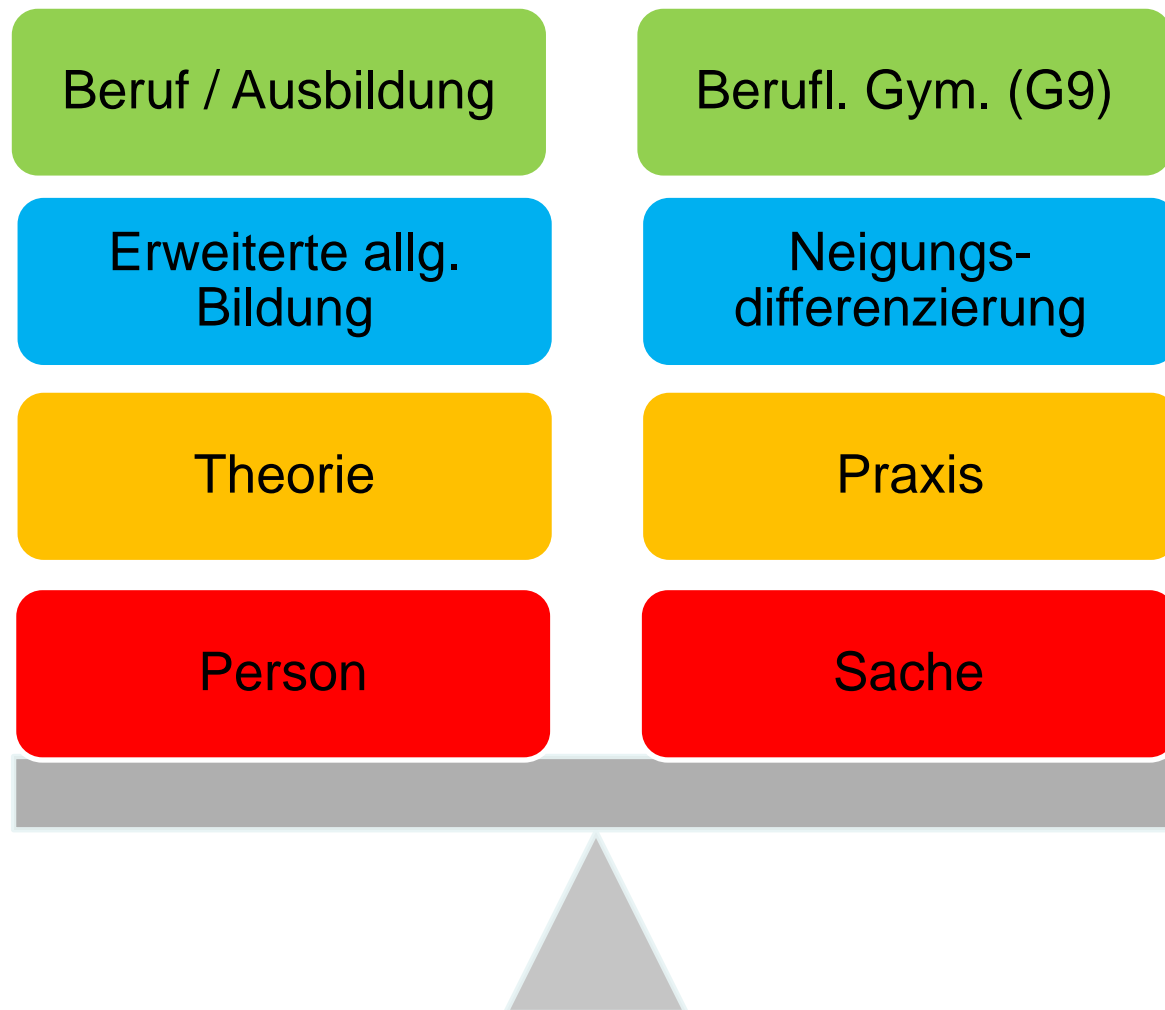 Beruf / Ausbildung
Berufl. Gym. (G9)
Erweiterte allg.
Bildung
Neigungs-
differenzierung
Theorie
Praxis
Person
Sache